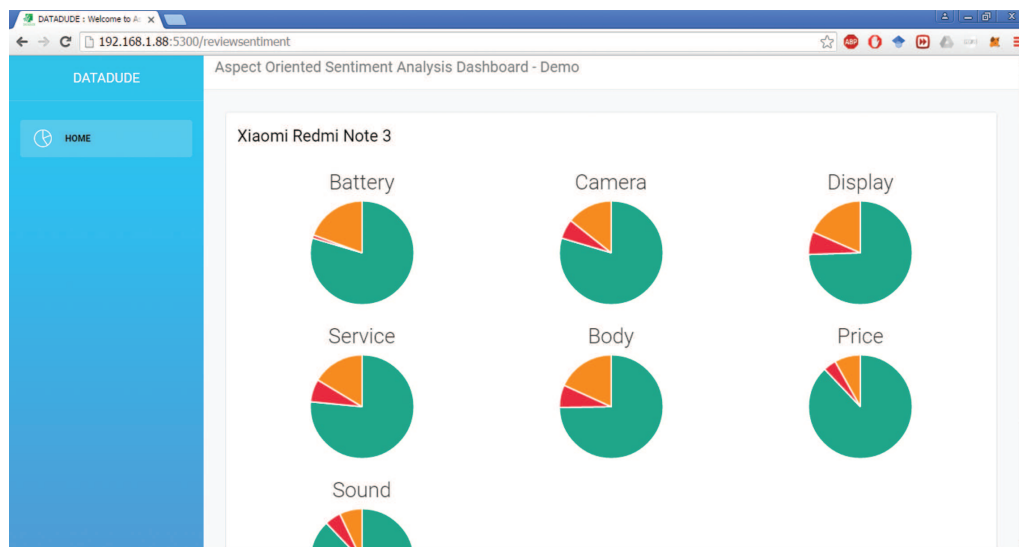 DATADUDE : Welcome to A
192.168.1.88:5300/reviewsentiment
ABP
DATADUDE
Aspect Oriented Sentiment Analysis Dashboard - Demo
HOME
Xiaomi Redmi Note 3
Battery
Camera
Display
Service
Body
Price
Sound